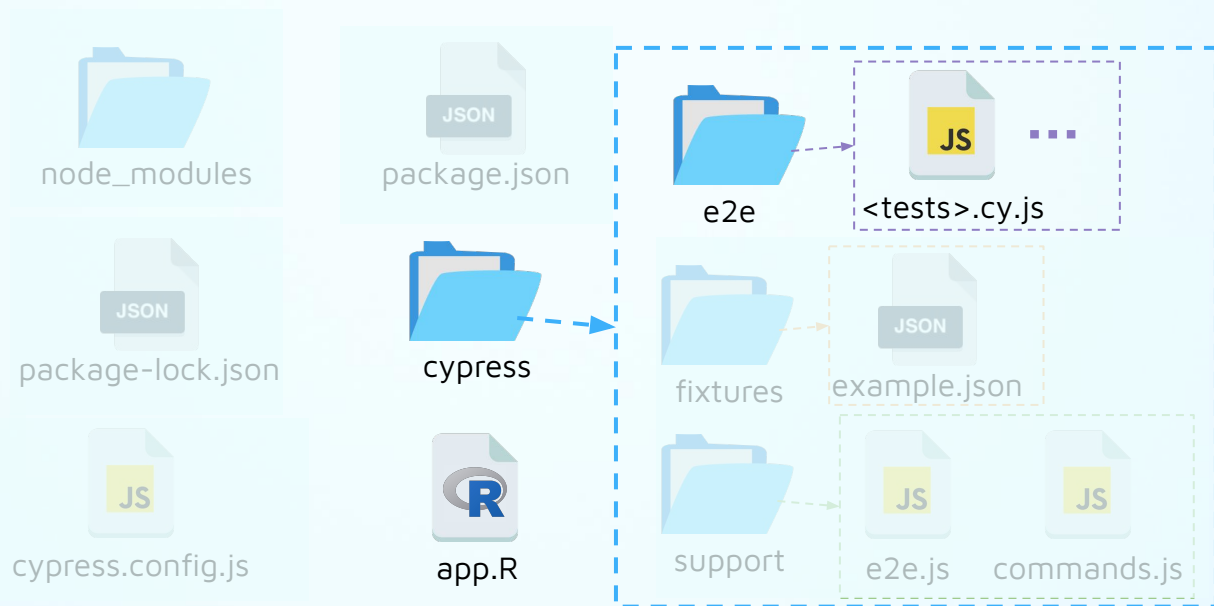 JSON
node_modules
package.json
JS
...
e2e
<tests>.cy.js
JSON
package-lock.json
cypress
JSON
fixtures
example.json
JS
cypress.config.js
R
app.R
support
JS
e2e.js
JS
commands.js